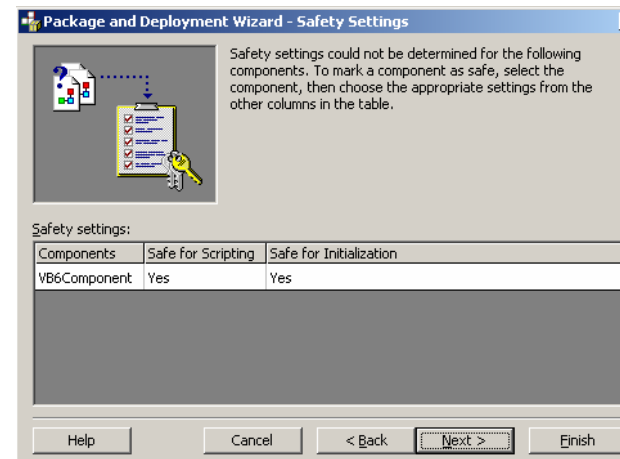 Package and Deployment Wizard - Safety Settings
Safety settings could not be determined for the following
components. To mark a component as safe, select the
component, then choose the appropriate settings from the
other columns in the table.
Safety settings:
Components Safe for Scripting Safe for Initialization
VB6Component Yes Yes
Help Cancel < Back Next > Finish